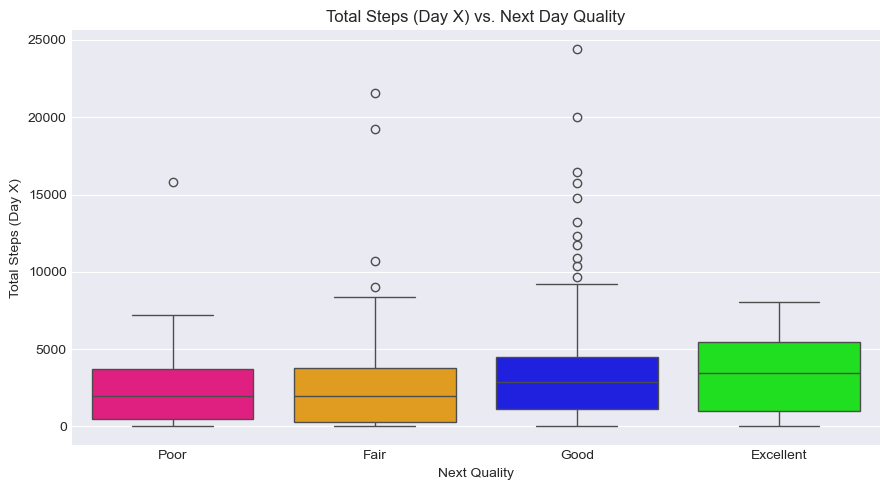 Total Steps (Day X) vs. Next Day Quality
Total Steps (Day X)
25000
20000
15000
10000
5000
0
Poor
Fair
Good
Excellent
Next Quality